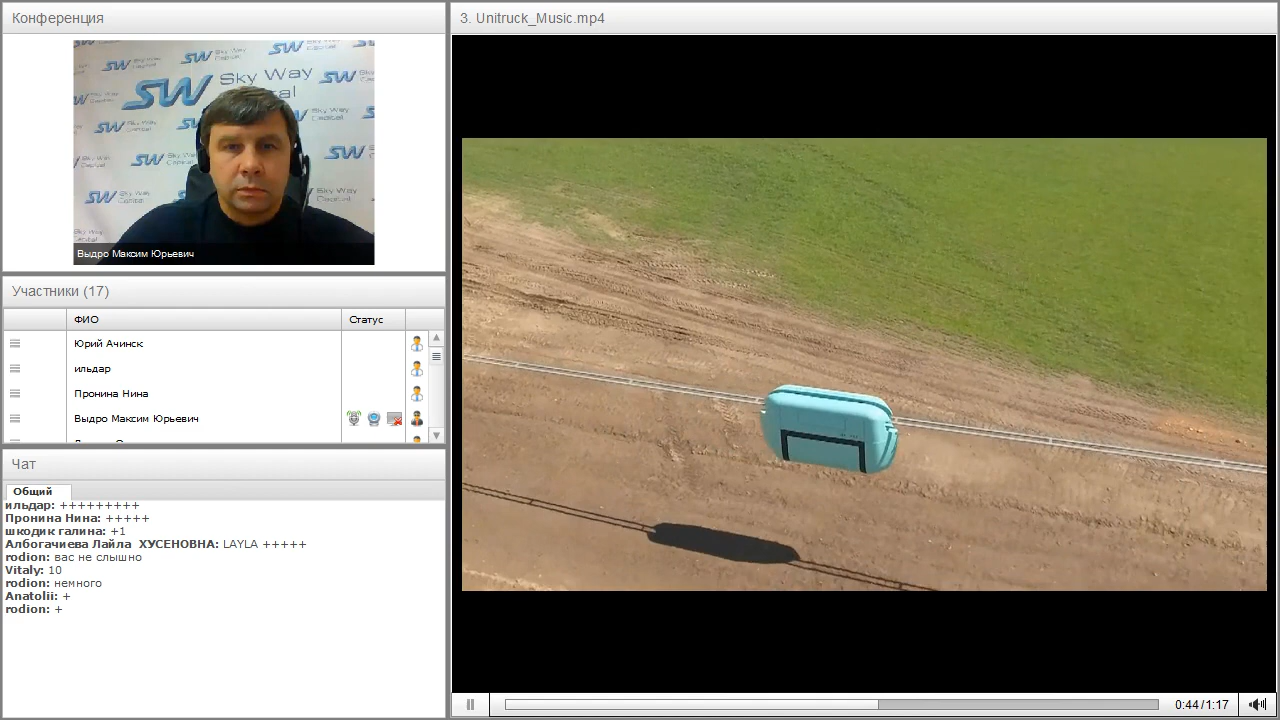 Конференция
SW Sky Way Capital
Выдро Максим Юрьевич
Участники (17)
ФИО
Статус
Юрий Ачинск
ильдар
Пронина Нина
Выдро Максим Юрьевич
Чат
Общий
ильдар: +++++++++
Пронина Нина: +++++
шкодик галина: +1
Албогачиева Лайла ХУСЕНОВНА: LAYLA +++++
rodion: вас не слышно
Vitaly: 10
rodion: немного
Anatolii: +
rodion: +
3. Unitruck_Music.mp4
0:44/1:17